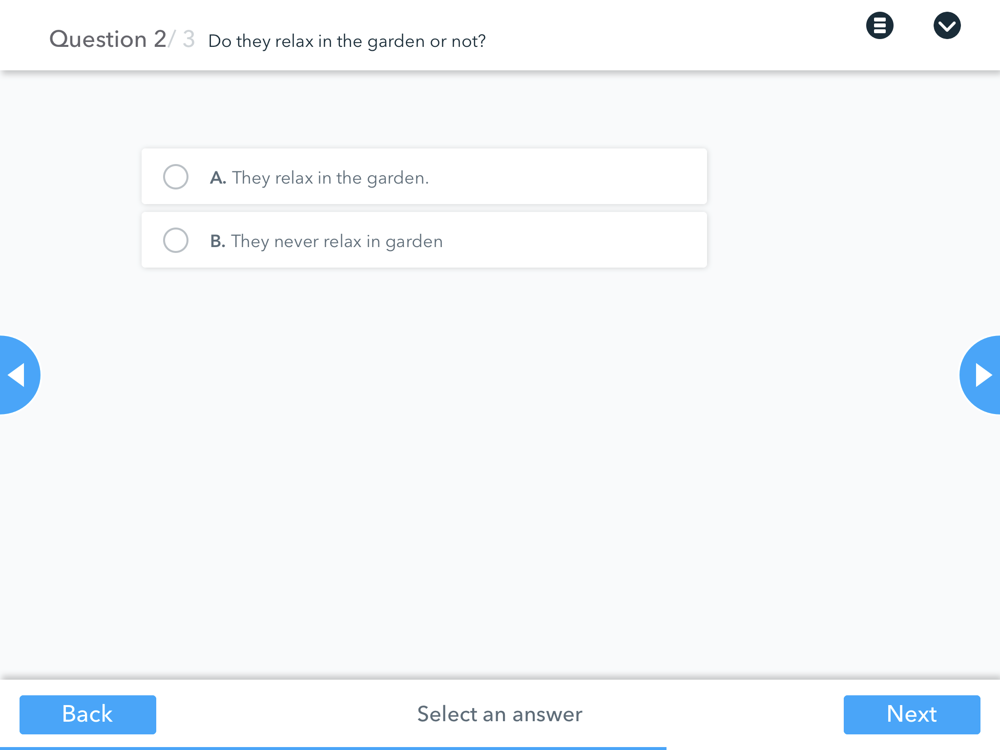 Question 2/ 3 Do they relax in the garden or not?
A. They relax in the garden.
B. They never relax in garden
Back Select an answer Next